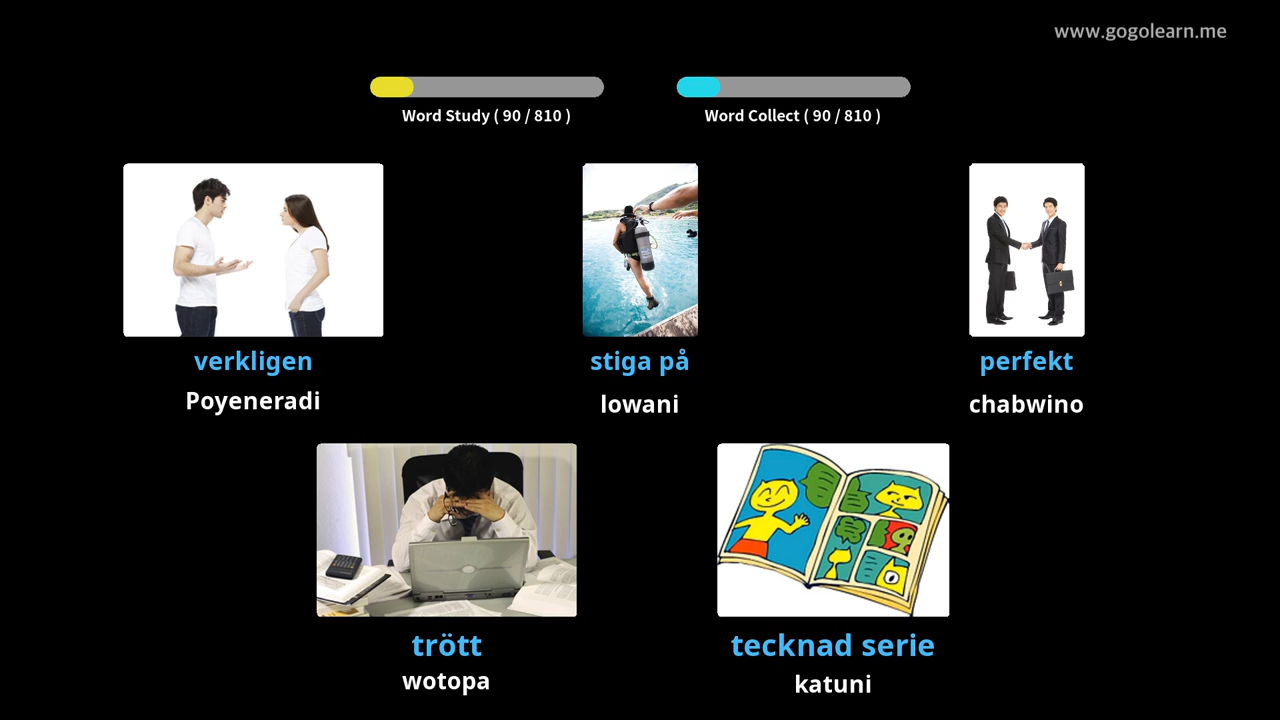 www.gogolearn.me
Word Study ( 90 / 810 )
Word Collect ( 90 / 810 )
verkligen
Poyeneradi
stiga på
lowani
perfekt
chabwino
trött
wotopa
tecknad serie
katuni